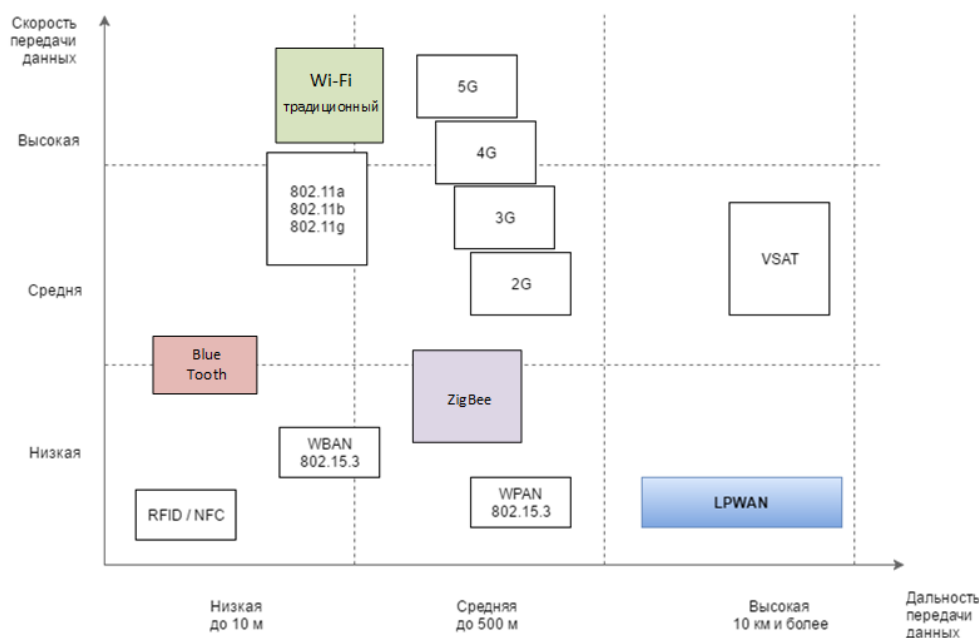 Скорость
передачи
данных
Wi-Fi
традиционный
5G
Высокая
4G
802.11a
802.11b
802.11g
3G
VSAT
2G
Средня
Blue
Tooth
ZigBee
Низкая
WBAN
802.15.3
RFID / NFC
WPAN
802.15.3
LPWAN
Низкая
до 10 м
Средняя
до 500 м
Высокая
10 км и более
Дальность
передачи
данных